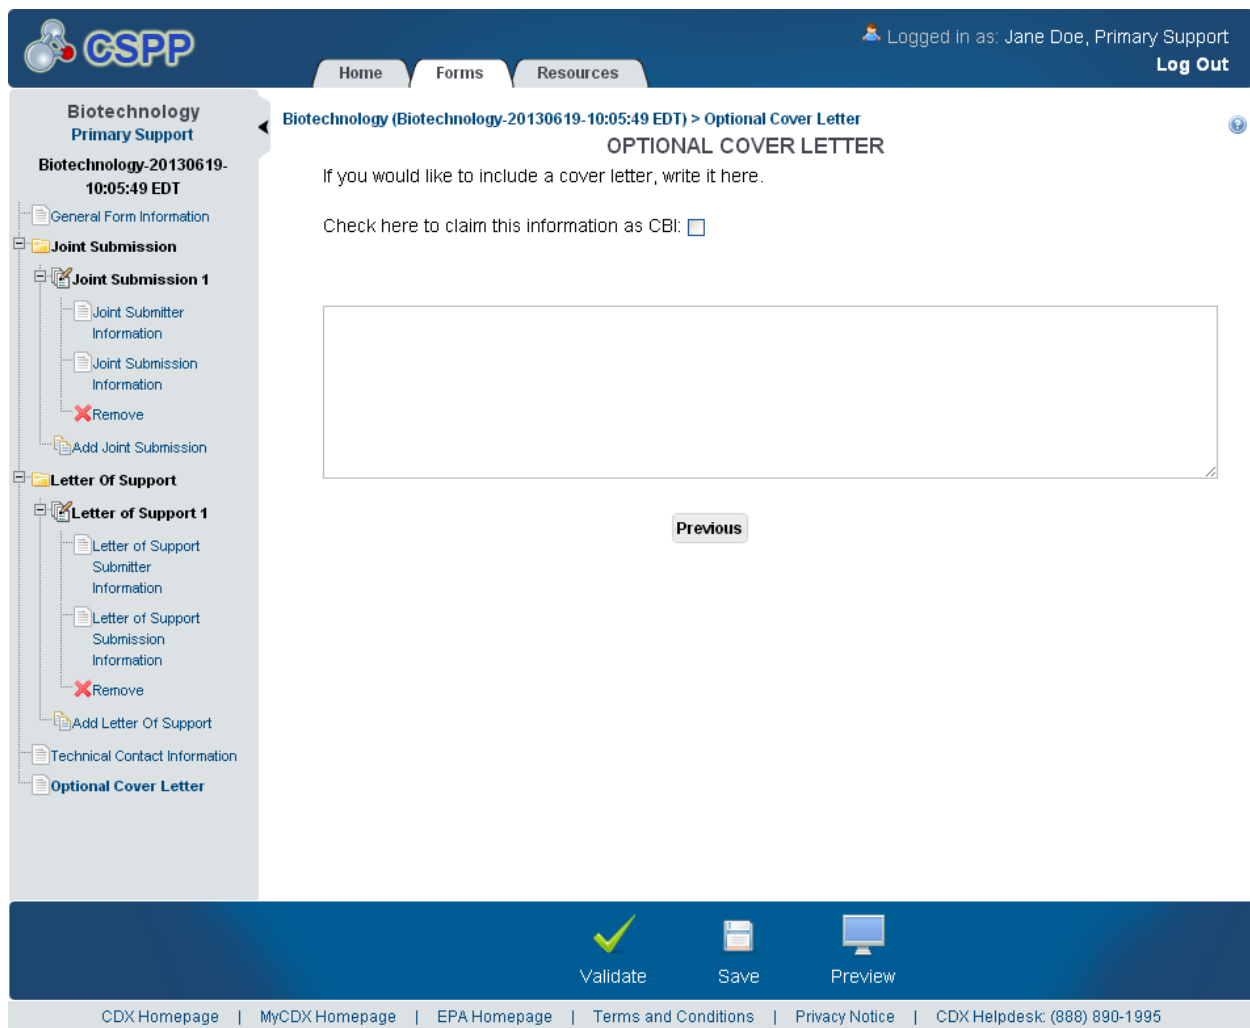 CSPP
Logged in as: Jane Doe, Primary Support
Log Out
Home Forms Resources
Biotechnology
Primary Support
Biotechnology-20130619-
10:05:49 EDT
General Form Information
Joint Submission
Joint Submission 1
Joint Submitter
Information
Joint Submission
Information
Remove
Add Joint Submission
Letter Of Support
Letter of Support 1
Letter of Support
Submitter
Information
Letter of Support
Submission
Information
Remove
Add Letter Of Support
Technical Contact Information
Optional Cover Letter
Biotechnology (Biotechnology-20130619-10:05:49 EDT) > Optional Cover Letter
OPTIONAL COVER LETTER
If you would like to include a cover letter, write it here.
Check here to claim this information as CBI:
Previous
Validate Save Preview
CDX Homepage | MyCDX Homepage | EPA Homepage | Terms and Conditions | Privacy Notice | CDX Helpdesk: (888) 890-1995